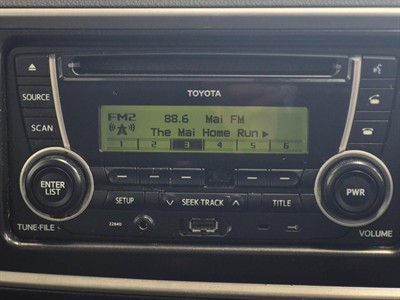 TOYOTA
SOURCE
SCAN
FM2 88.6 Mai FM
The Mai Home Run
1 2 3 4 5 6
ENTER
LIST
TUNE·FILE
SETUP
SEEK·TRACK
TITLE
22840
PWR
VOLUME